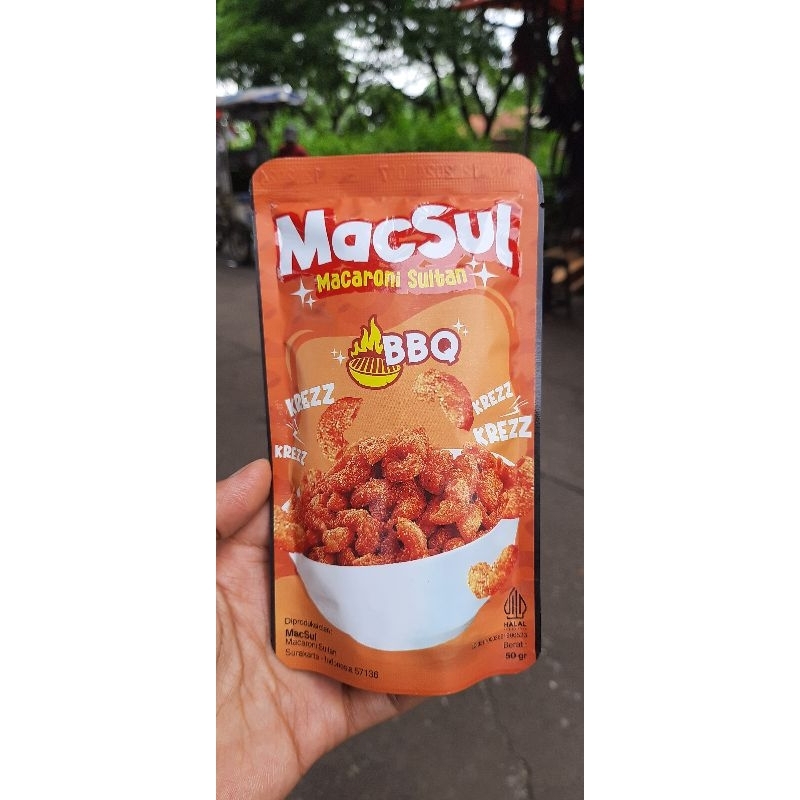 MacSul
Macaroni Sultan
BBQ
KREZZ
KREZZ
KREZZ
KREZZ
Diproduksi oleh:
MacSul
Macaroni Sultan
Surakarta - Indonesia 57136
HALAL
Berat :
50 gr